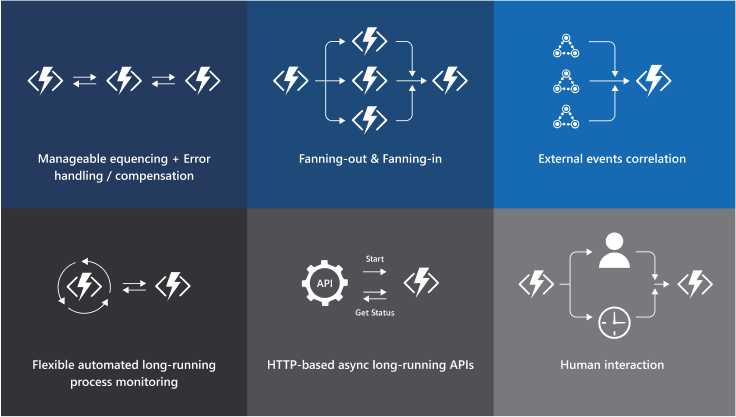 Manageable equencing + Error
handling / compensation
Fanning-out & Fanning-in
External events correlation
Flexible automated long-running
process monitoring
API
Start
Get Status
HTTP-based async long-running APIs
Human interaction